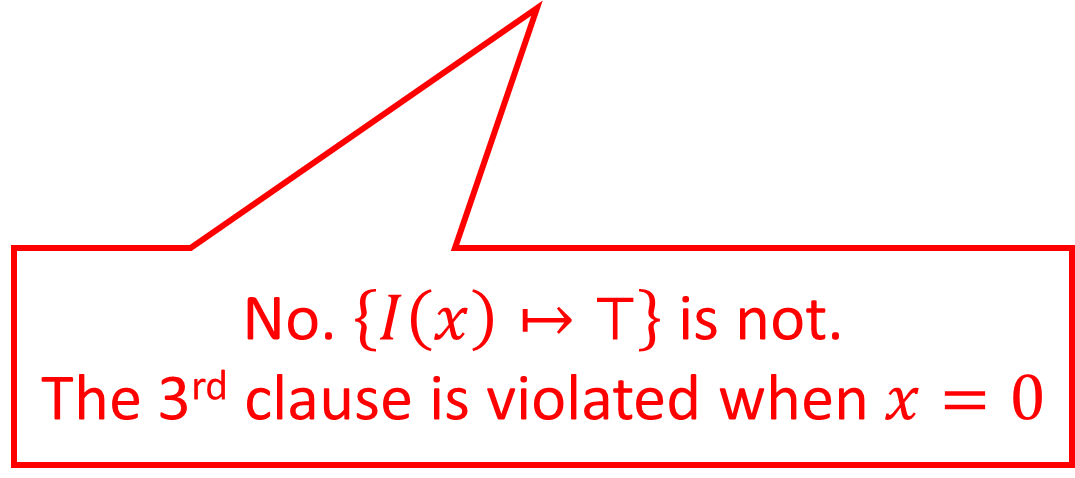 No. {I(x) ↦ ⊤} is not.
The 3rd clause is violated when x = 0